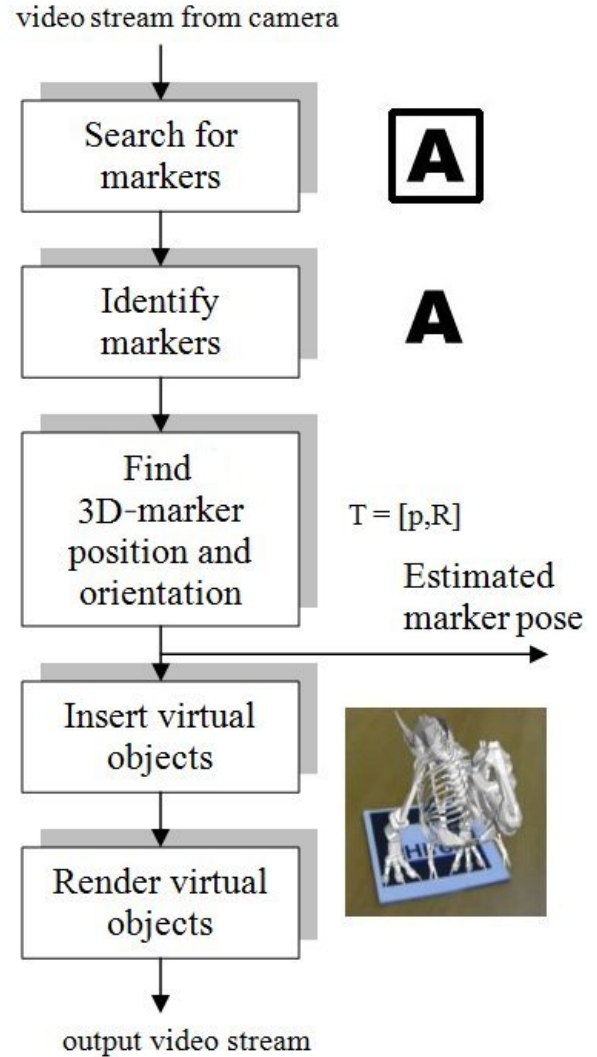 video stream from camera
Search for
markers
A
Identify
markers
A
Find
3D-marker
position and
orientation
T = [p,R]
Estimated
marker pose
Insert virtual
objects
Render virtual
objects
output video stream